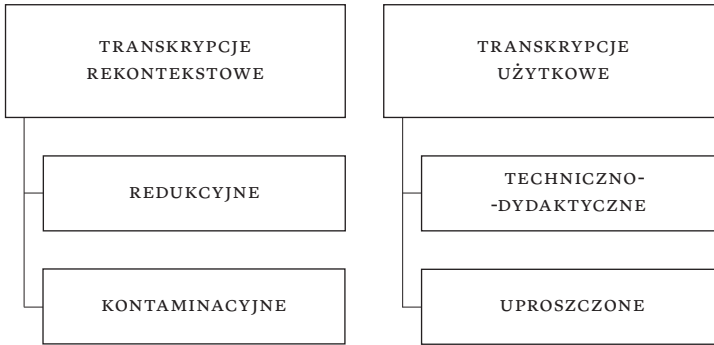 TRANSKRYPCJE
REKONTEKSTOWE
REDUKCYJNE
KONTAMINACYJNE
TRANSKRYPCJE
UŻYTKOWE
TECHNICZNO-
-DYDAKTYCZNE
UPROSZCZONE